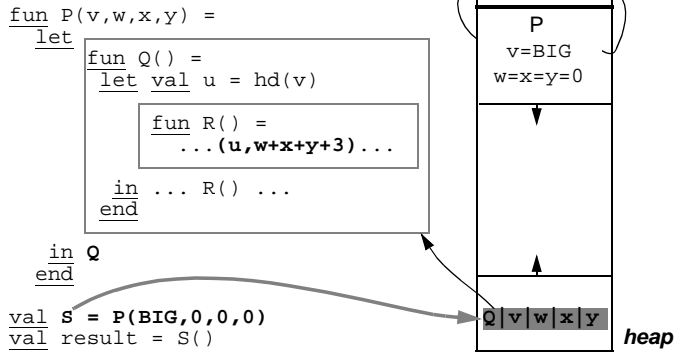 fun P(v,w,x,y) =
let
fun Q() =
let val u = hd(v)
fun R() =
...(u,w+x+y+3)...
in ... R() ...
end
in Q
end
val S = P(BIG,0,0,0)
val result = S()
P
v=BIG
w=x=y=0
Q|v|w|x|y
heap